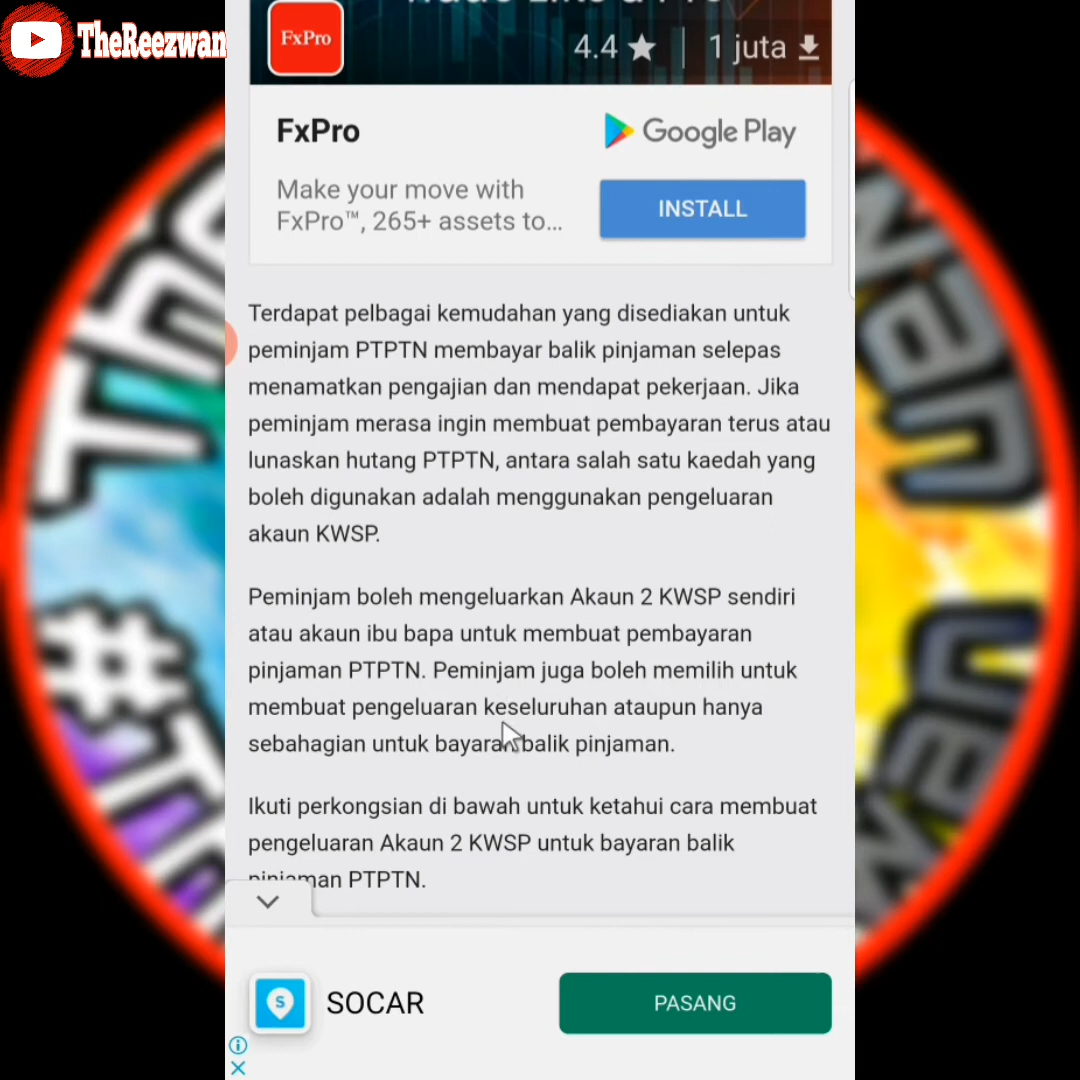 TheReezwan
FxPro
4.4 ★ | 1 juta
FxPro
Google Play
Make your move with
FxPro™, 265+ assets to...
INSTALL
Terdapat pelbagai kemudahan yang disediakan untuk
peminjam PTPTN membayar balik pinjaman selepas
menamatkan pengajian dan mendapat pekerjaan. Jika
peminjam merasa ingin membuat pembayaran terus atau
lunaskan hutang PTPTN, antara salah satu kaedah yang
boleh digunakan adalah menggunakan pengeluaran
akaun KWSP.
Peminjam boleh mengeluarkan Akaun 2 KWSP sendiri
atau akaun ibu bapa untuk membuat pembayaran
pinjaman PTPTN. Peminjam juga boleh memilih untuk
membuat pengeluaran keseluruhan ataupun hanya
sebahagian untuk bayaran balik pinjaman.
Ikuti perkongsian di bawah untuk ketahui cara membuat
pengeluaran Akaun 2 KWSP untuk bayaran balik
pinjaman PTPTN.
S
SOCAR
PASANG